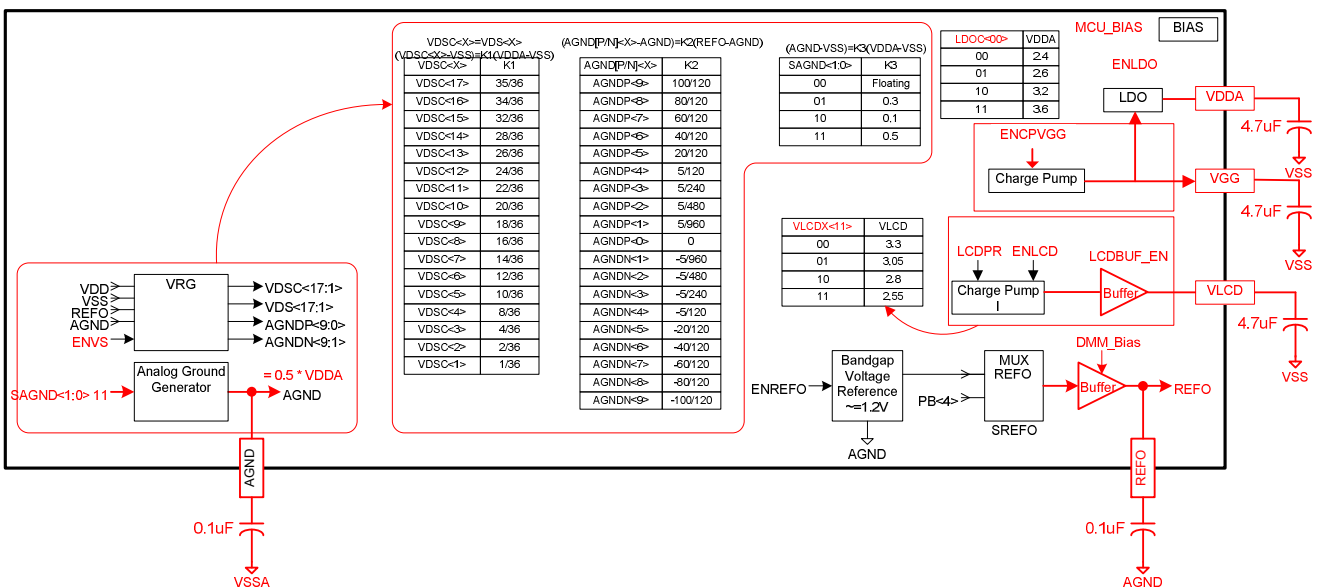 MCU_BIAS
BIAS
VDSC<X>=VDS<X>
(VDSC<X>-VSS)=K1(VDDA-VSS)
VDSC<X> K1
VDSC<17> 35/36
VDSC<16> 34/36
VDSC<15> 32/36
VDSC<14> 28/36
VDSC<13> 26/36
VDSC<12> 24/36
VDSC<11> 22/36
VDSC<10> 20/36
VDSC<9> 18/36
VDSC<8> 16/36
VDSC<7> 14/36
VDSC<6> 12/36
VDSC<5> 10/36
VDSC<4> 8/36
VDSC<3> 4/36
VDSC<2> 2/36
VDSC<1> 1/36
(AGND[P/N]<X>-AGND)=K2(REFO-AGND)
AGND[P/N]<X> K2
AGNDP<9> 100/120
AGNDP<8> 80/120
AGNDP<7> 60/120
AGNDP<6> 40/120
AGNDP<5> 20/120
AGNDP<4> 5/120
AGNDP<3> 5/240
AGNDP<2> 5/480
AGNDP<1> 5/960
AGNDP<0> 0
AGNDN<1> -5/960
AGNDN<2> -5/480
AGNDN<3> -5/240
AGNDN<4> -5/120
AGNDN<5> -20/120
AGNDN<6> -40/120
AGNDN<7> -60/120
AGNDN<8> -80/120
AGNDN<9> -100/120
(AGND-VSS)=K3(VDDA-VSS)
SAGND<1:0> K3
00 Floating
01 0.3
10 0.1
11 0.5
LDOC<00> VDDA
00 2.4
01 2.6
10 3.2
11 3.6
ENLDO
LDO
VDDA
4.7uF
VSS
ENCPVGG
Charge Pump
VGG
4.7uF
VSS
VLCDX<11> VLCD
00 3.3
01 3.05
10 2.8
11 2.55
LCDPR
ENLCD
LCDBUF_EN
Charge Pump
I
Buffer
VLCD
4.7uF
VSS
VDD
VSS
REFO
AGND
ENVS
VRG
VDSC<17:1>
VDS<17:1>
AGNDP<9:0>
AGNDN<9:1>
SAGND<1:0> 11
Analog Ground
Generator
= 0.5 * VDDA
AGND
AGND
0.1uF
VSSA
ENREFO
Bandgap
Voltage
Reference
~=1.2V
AGND
PB<4>
MUX
REFO
SREFO
DMM_Bias
Buffer
REFO
REFO
0.1uF
AGND